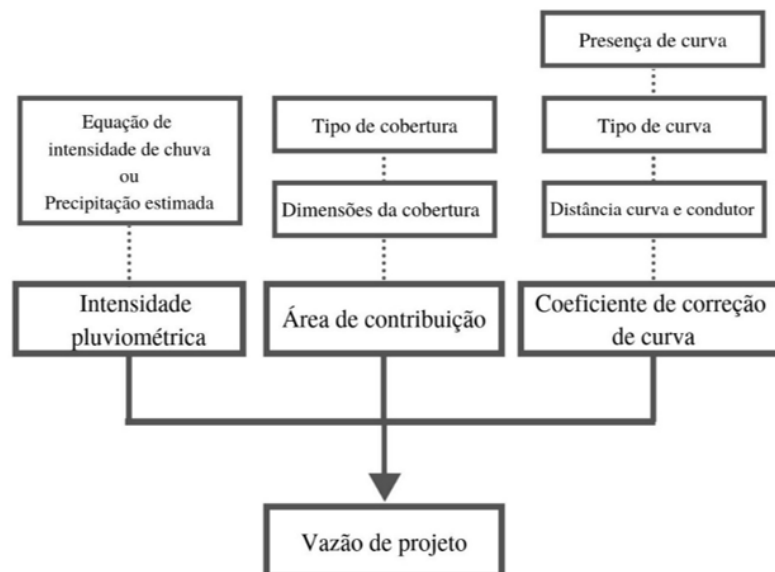 Equação de
intensidade de chuva
ou
Precipitação estimada
Intensidade
pluviométrica
Tipo de cobertura
Dimensões da cobertura
Área de contribuição
Presença de curva
Tipo de curva
Distância curva e condutor
Coeficiente de correção
de curva
Vazão de projeto